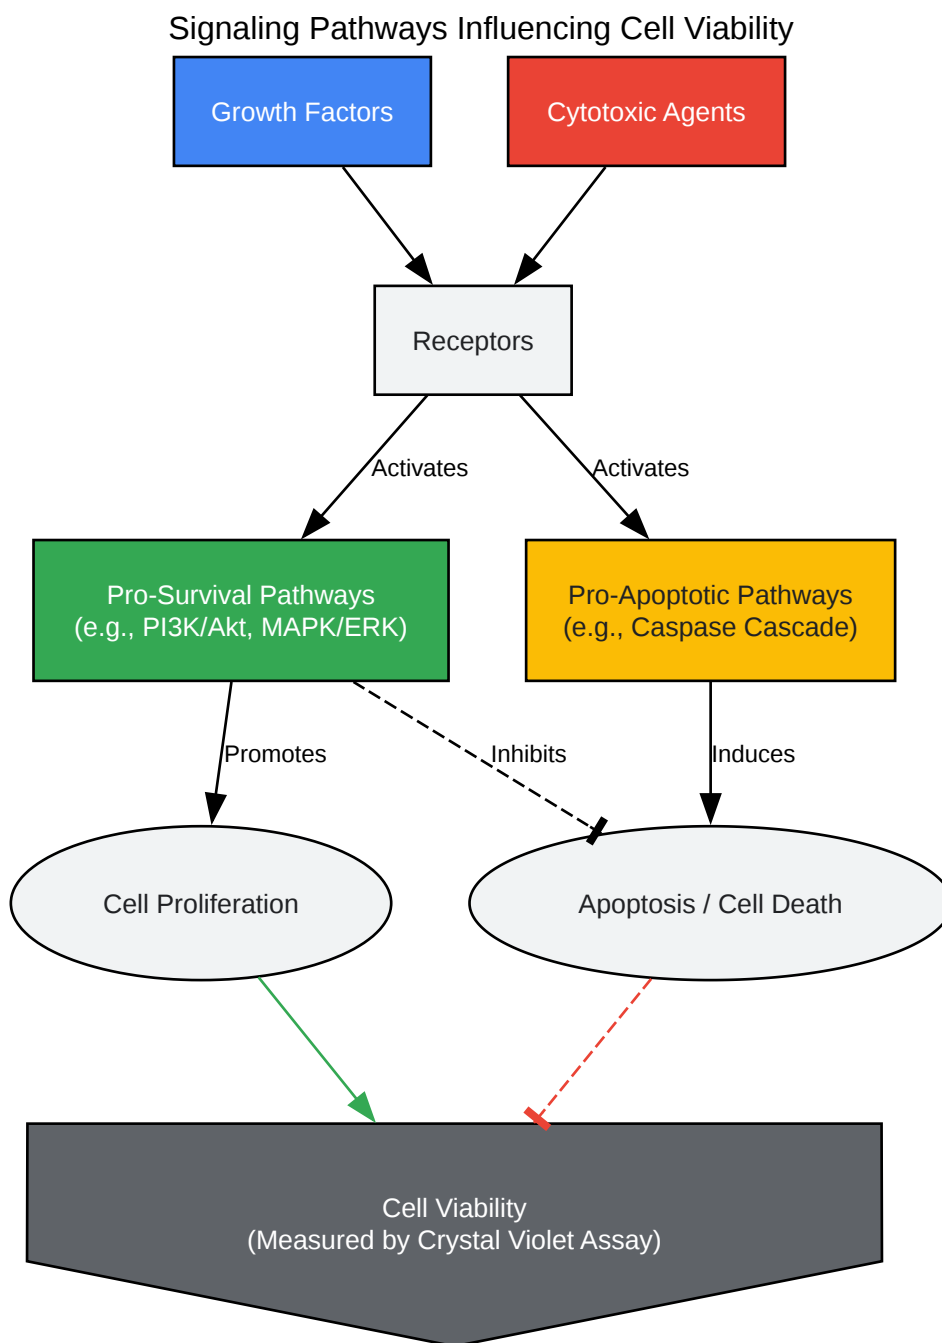 Signaling Pathways Influencing Cell Viability
Growth Factors
Cytotoxic Agents
Receptors
Activates
Activates
Pro-Survival Pathways
(e.g., PI3K/Akt, MAPK/ERK)
Pro-Apoptotic Pathways
(e.g., Caspase Cascade)
Promotes
Inhibits
Induces
Cell Proliferation
Apoptosis / Cell Death
Cell Viability
(Measured by Crystal Violet Assay)